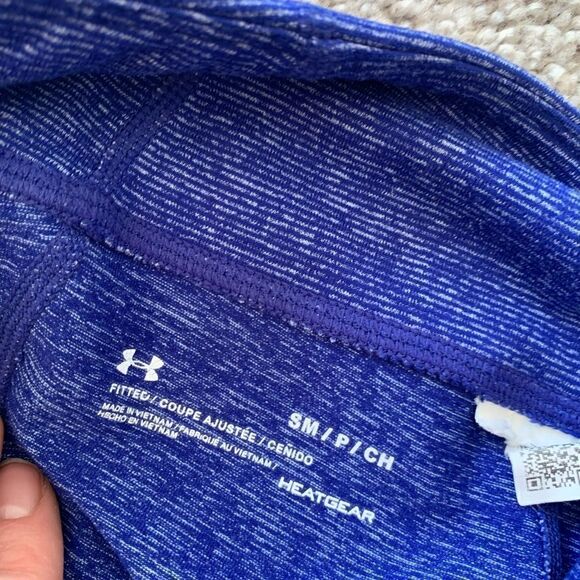 FITTED / COUPE AJUSTÉE / CEÑIDO
MADE IN VIETNAM / FABRIQUÉ AU VIETNAM /
HECHO EN VIETNAM
SM / P / CH
HEATGEAR